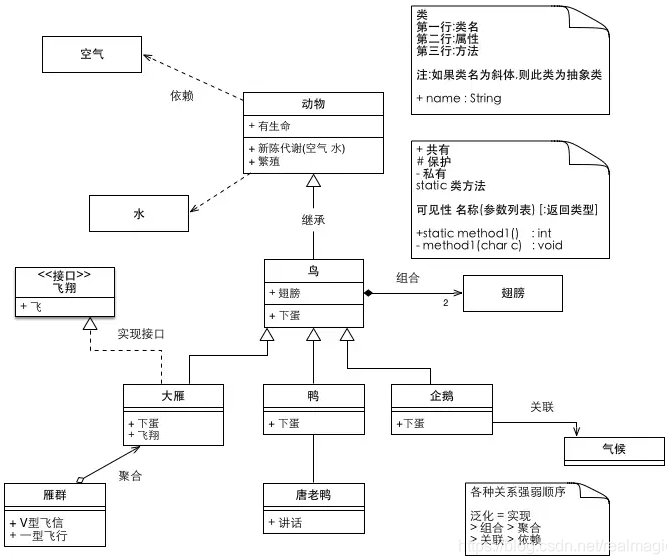 空气
依赖
动物
+ 有生命
+ 新陈代谢(空气 水)
+ 繁殖
水
继承
<<接口>>
飞翔
+ 飞
实现接口
鸟
+ 翅膀
+ 下蛋
组合
2
翅膀
大雁
+ 下蛋
+ 飞翔
鸭
+ 下蛋
企鹅
+下蛋
关联
气候
聚合
雁群
+ V型飞信
+ 一型飞行
唐老鸭
+ 讲话
类
第一行:类名
第二行:属性
第三行:方法
注:如果类名为斜体,则此类为抽象类
+ name : String
+ 共有
# 保护
- 私有
static 类方法
可见性 名称(参数列表) [:返回类型]
+static method1() : int
- method1(char c) : void
各种关系强弱顺序
泛化 = 实现
> 组合 > 聚合
> 关联 > 依赖
https://blog.csdn.net/realmagic